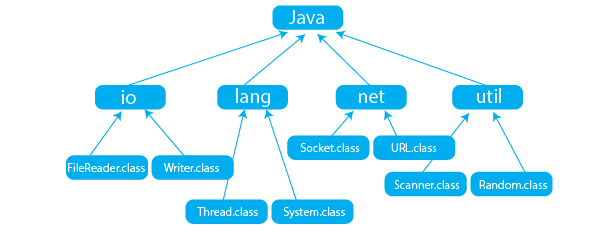 Java
io
lang
net
util
Socket.class
URL.class
FileReader.class
Writer.class
Scanner.class
Random.class
Thread.class
System.class